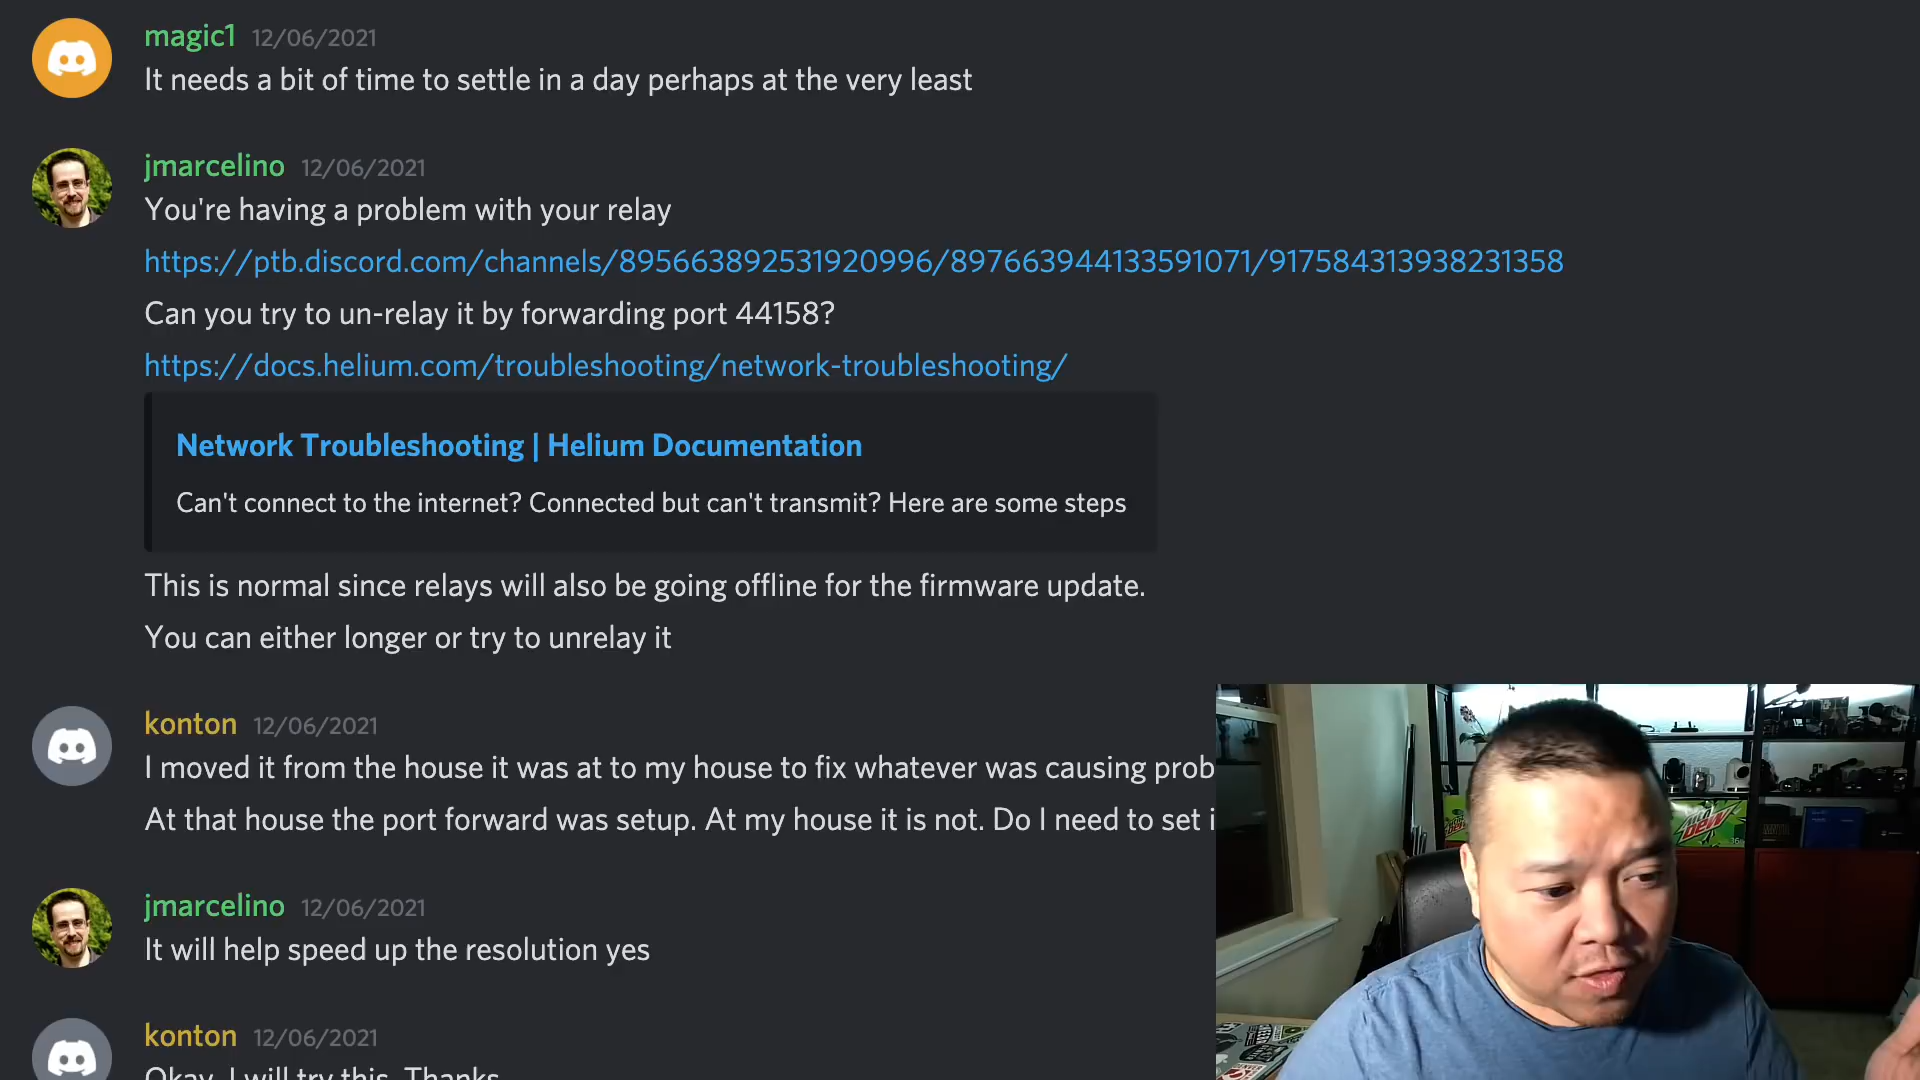 magic1 12/06/2021
It needs a bit of time to settle in a day perhaps at the very least
jmarcelino 12/06/2021
You're having a problem with your relay
https://ptb.discord.com/channels/895663892531920996/897663944133591071/917584313938231358
Can you try to un-relay it by forwarding port 44158?
https://docs.helium.com/troubleshooting/network-troubleshooting/
Network Troubleshooting | Helium Documentation
Can't connect to the internet? Connected but can't transmit? Here are some steps
This is normal since relays will also be going offline for the firmware update.
You can either longer or try to unrelay it
konton 12/06/2021
I moved it from the house it was at to my house to fix whatever was causing prob
At that house the port forward was setup. At my house it is not. Do I need to set i
jmarcelino 12/06/2021
It will help speed up the resolution yes
konton 12/06/2021
Okay. I will try this. Thanks
DEW
36